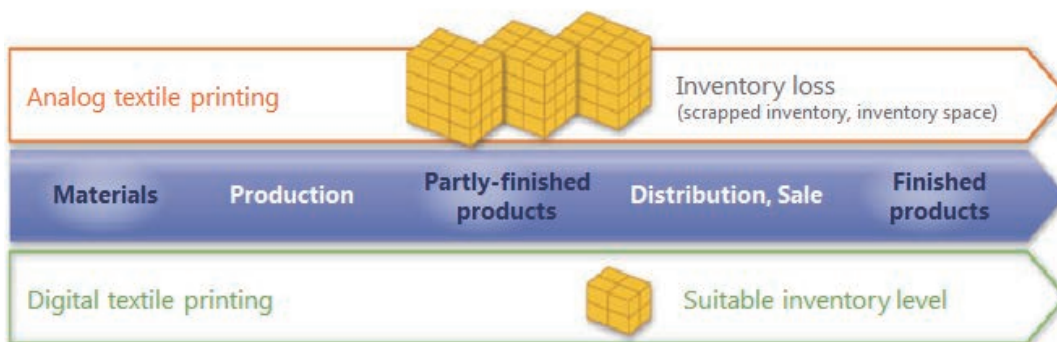 Analog textile printing
Inventory loss
(scrapped inventory, inventory space)
Materials
Production
Partly-finished
products
Distribution, Sale
Finished
products
Digital textile printing
Suitable inventory level